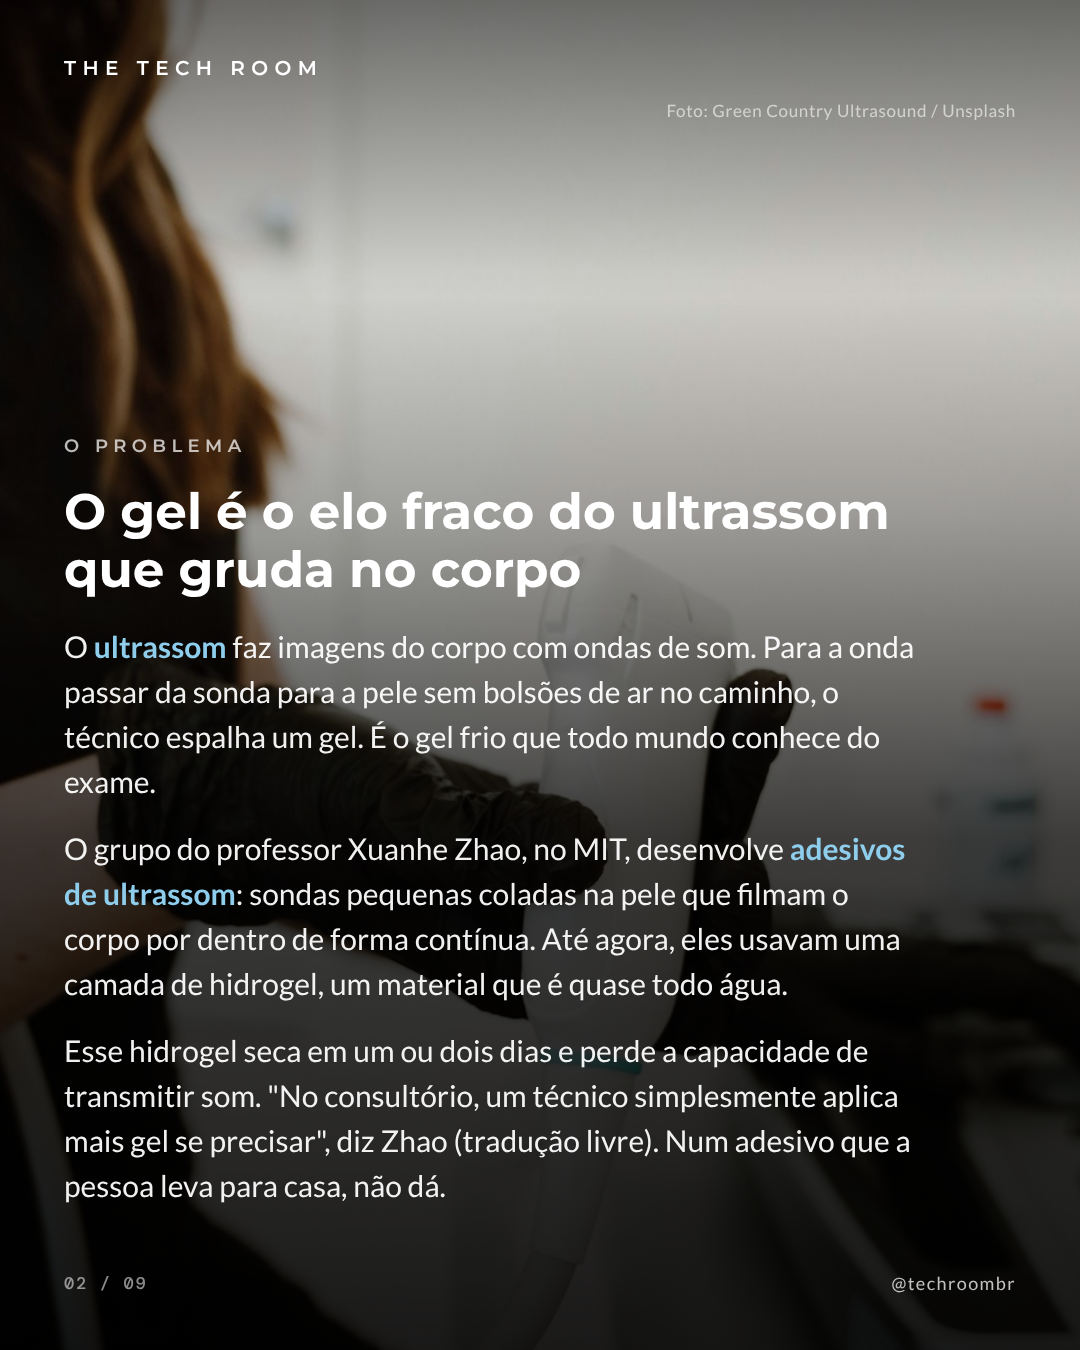 THE TECH ROOM
Foto: Green Country Ultrasound / Unsplash
O PROBLEMA
O gel é o elo fraco do ultrassom
que gruda no corpo
O ultrassom faz imagens do corpo com ondas de som. Para a onda
passar da sonda para a pele sem bolsões de ar no caminho, o
técnico espalha um gel. É o gel frio que todo mundo conhece do
exame.
O grupo do professor Xuanhe Zhao, no MIT, desenvolve adesivos
de ultrassom: sondas pequenas coladas na pele que filmam o
corpo por dentro de forma contínua. Até agora, eles usavam uma
camada de hidrogel, um material que é quase todo água.
Esse hidrogel seca em um ou dois dias e perde a capacidade de
transmitir som. "No consultório, um técnico simplesmente aplica
mais gel se precisar", diz Zhao (tradução livre). Num adesivo que a
pessoa leva para casa, não dá.
02 / 09
@techroombr